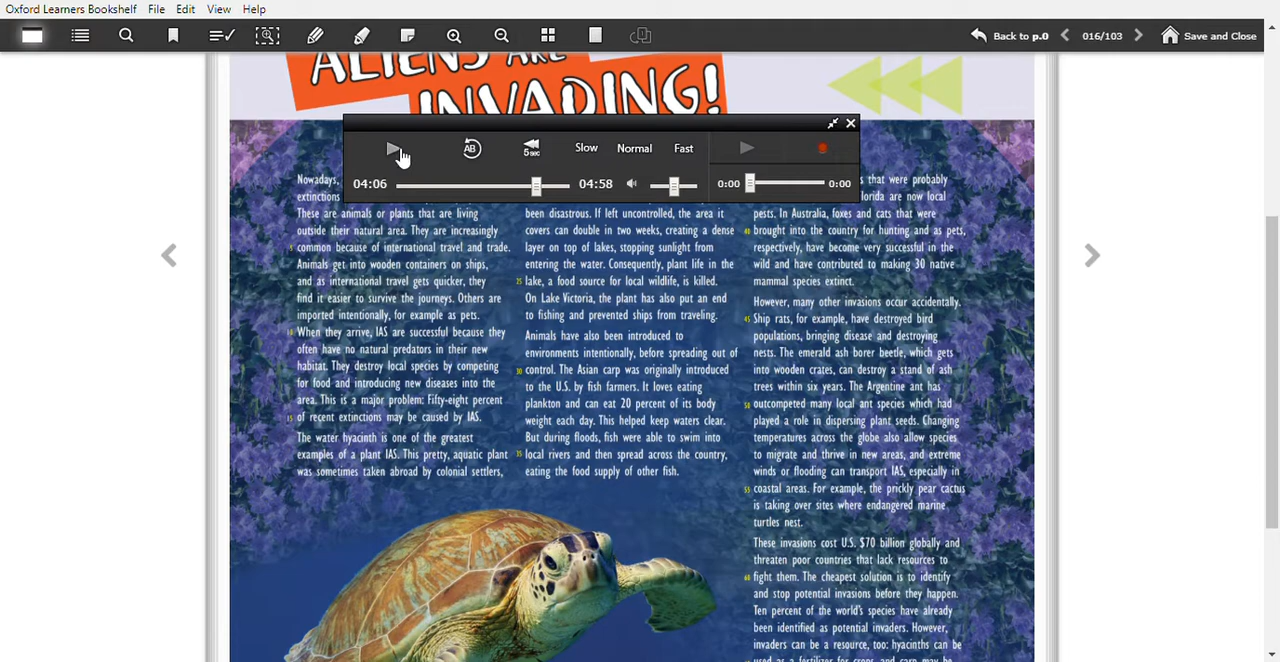 Oxford Learners Bookshelf File Edit View Help
Back to p.0 016/103 Save and Close
ALIENS ARE
INVADING!
AB 5sec Slow Normal Fast
04:06 04:58 0:00 0:00
Nowadays,
extinctions
These are animals or plants that are living
outside their natural area. They are increasingly
5 common because of international travel and trade.
Animals get into wooden containers on ships,
and as international travel gets quicker, they
find it easier to survive the journeys. Others are
imported intentionally, for example as pets.
10 When they arrive, IAS are successful because they
often have no natural predators in their new
habitat. They destroy local species by competing
for food and introducing new diseases into the
area. This is a major problem: Fifty-eight percent
15 of recent extinctions may be caused by IAS.
The water hyacinth is one of the greatest
examples of a plant IAS. This pretty, aquatic plant
was sometimes taken abroad by colonial settlers,
been disastrous. If left uncontrolled, the area it
covers can double in two weeks, creating a dense
layer on top of lakes, stopping sunlight from
entering the water. Consequently, plant life in the
25 lake, a food source for local wildlife, is killed.
On Lake Victoria, the plant has also put an end
to fishing and prevented ships from traveling.
Animals have also been introduced to
environments intentionally, before spreading out of
30 control. The Asian carp was originally introduced
to the U.S. by fish farmers. It loves eating
plankton and can eat 20 percent of its body
weight each day. This helped keep waters clear.
But during floods, fish were able to swim into
35 local rivers and then spread across the country,
eating the food supply of other fish.
s that were probably
lorida are now local
pests. In Australia, foxes and cats that were
40 brought into the country for hunting and as pets,
respectively, have become very successful in the
wild and have contributed to making 30 native
mammal species extinct.
However, many other invasions occur accidentally.
45 Ship rats, for example, have destroyed bird
populations, bringing disease and destroying
nests. The emerald ash borer beetle, which gets
into wooden crates, can destroy a stand of ash
trees within six years. The Argentine ant has
50 outcompeted many local ant species which had
played a role in dispersing plant seeds. Changing
temperatures across the globe also allow species
to migrate and thrive in new areas, and extreme
winds or flooding can transport IAS, especially in
55 coastal areas. For example, the prickly pear cactus
is taking over sites where endangered marine
turtles nest.
These invasions cost U.S. $70 billion globally and
threaten poor countries that lack resources to
60 fight them. The cheapest solution is to identify
and stop potential invasions before they happen.
Ten percent of the world's species have already
been identified as potential invaders. However,
invaders can be a resource, too: hyacinths can be
used as a fertilizer for crops, and carp may be